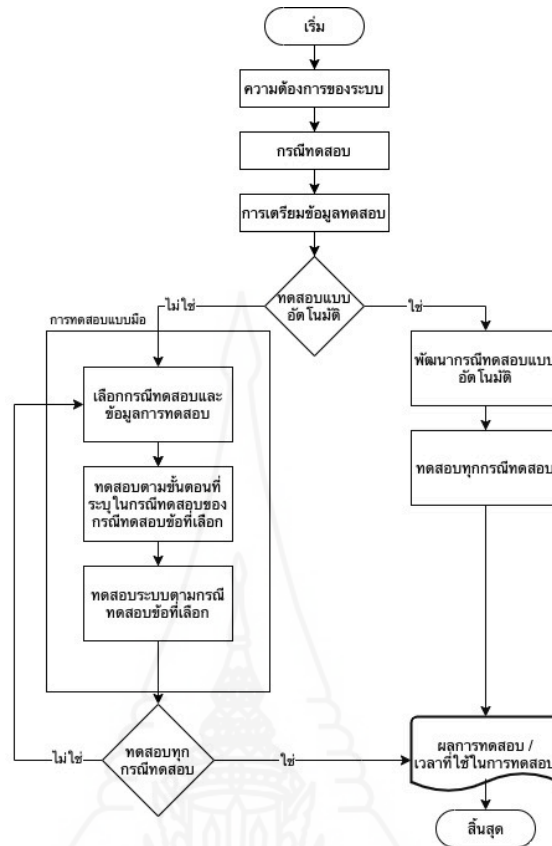 เริ่ม
ความต้องการของระบบ
กรณีทดสอบ
การเตรียมข้อมูลทดสอบ
ทดสอบแบบ
อัตโนมัติ
ไม่ใช่
ใช่
การทดสอบแบบมือ
เลือกกรณีทดสอบและ
ข้อมูลการทดสอบ
ทดสอบตามขั้นตอนที่
ระบุในกรณีทดสอบของ
กรณีทดสอบข้อที่เลือก
ทดสอบระบบตามกรณี
ทดสอบข้อที่เลือก
พัฒนากรณีทดสอบแบบ
อัตโนมัติ
ทดสอบทุกกรณีทดสอบ
ไม่ใช่
ทดสอบทุก
กรณีทดสอบ
ใช่
ผลการทดสอบ /
เวลาที่ใช้ในการทดสอบ
สิ้นสุด